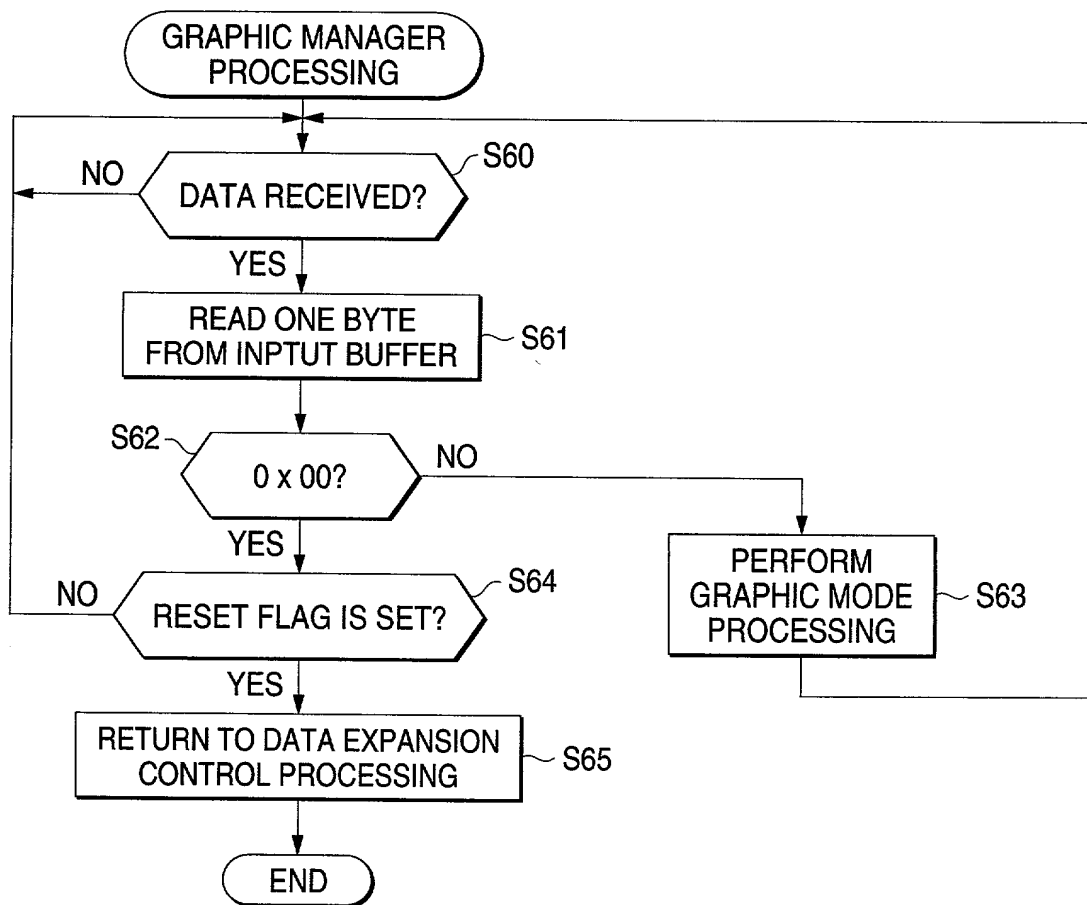 GRAPHIC MANAGER
PROCESSING
S60
NO
DATA RECEIVED?
YES
READ ONE BYTE
FROM INPTUT BUFFER
S61
S62
0 x 00?
NO
YES
PERFORM
GRAPHIC MODE
PROCESSING
S63
S64
NO
RESET FLAG IS SET?
YES
RETURN TO DATA EXPANSION
CONTROL PROCESSING
S65
END